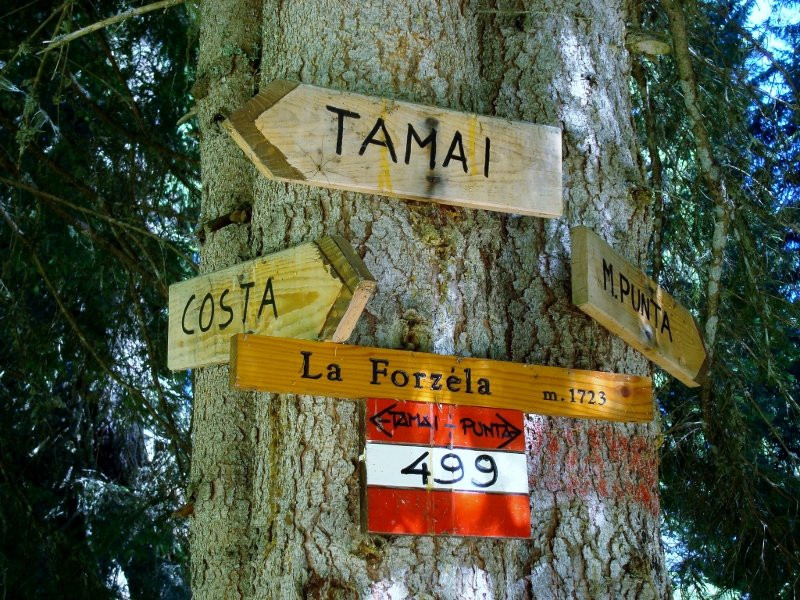 TAMAI
COSTA
M.PUNTA
La Forzéla m.1723
TAMAI - PUNTA
499